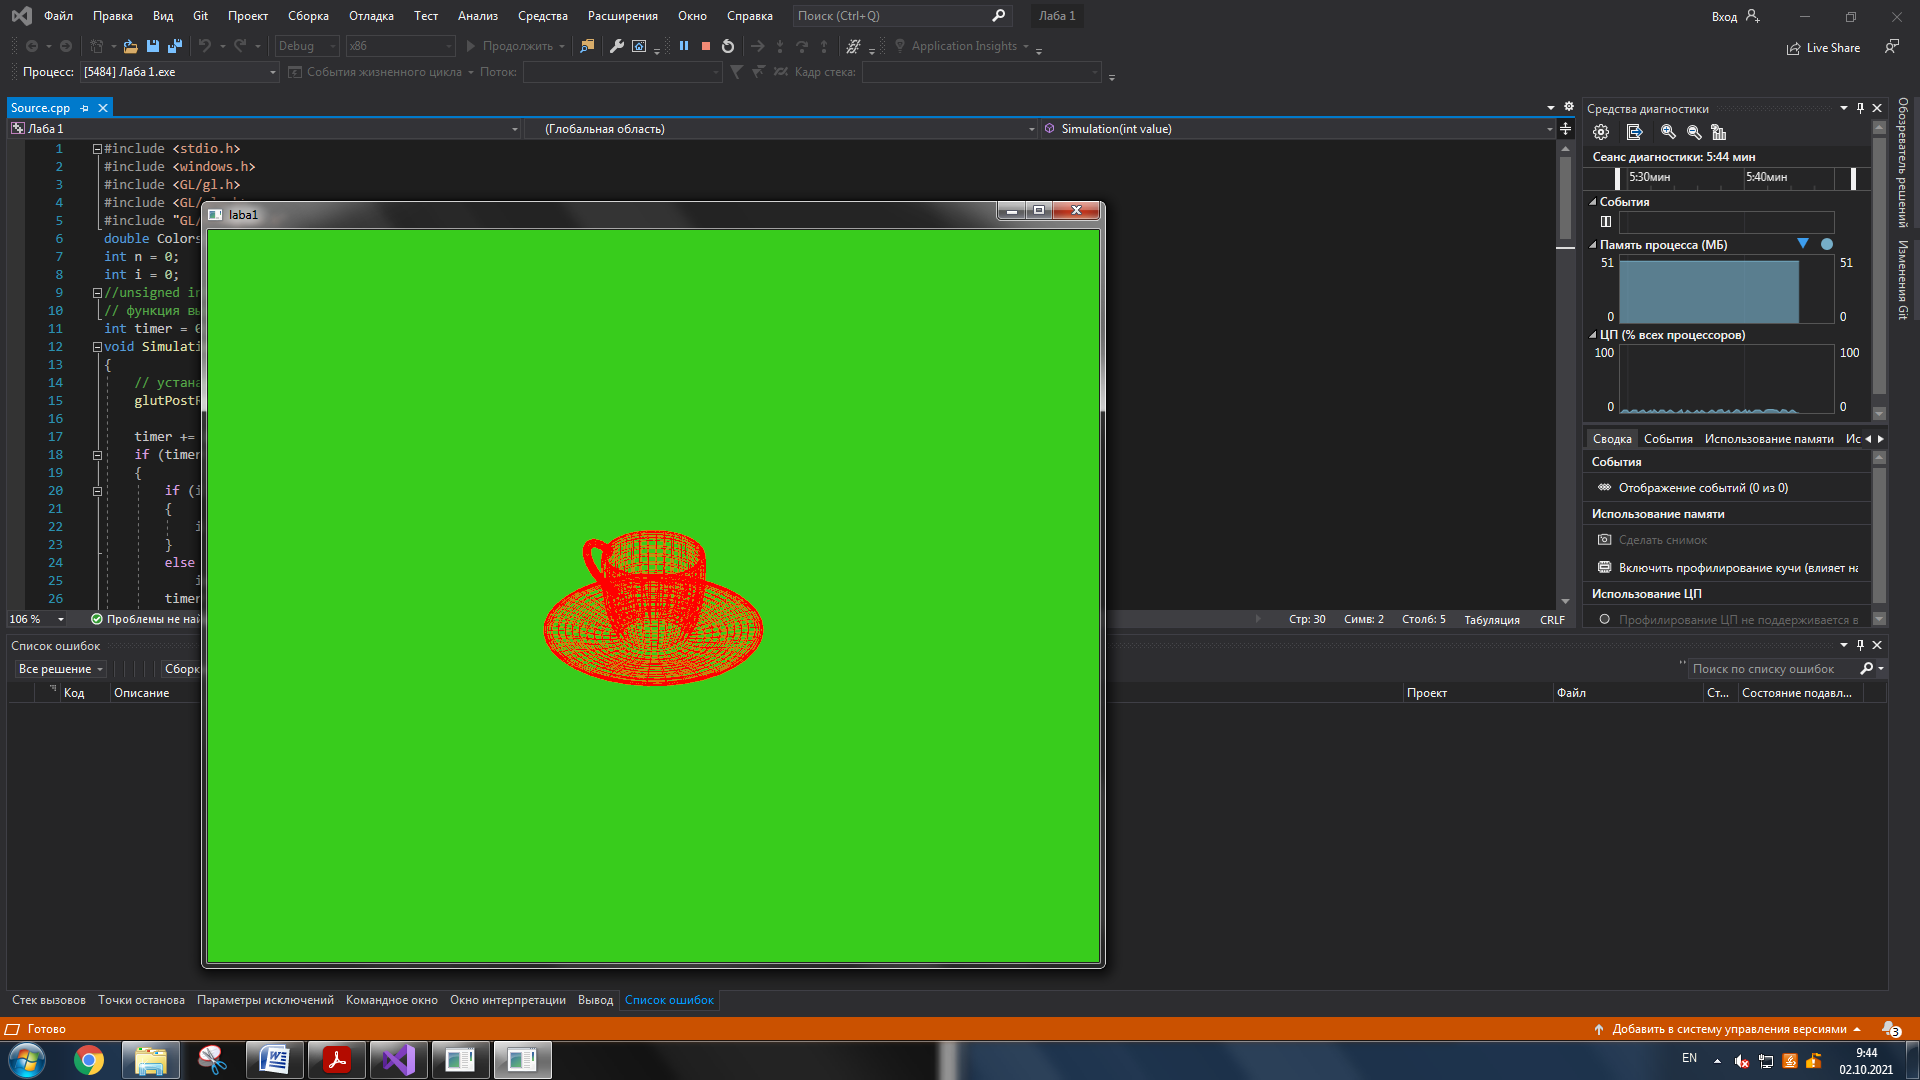 Файл Правка Вид Git Проект Сборка Отладка Тест Анализ Средства Расширения Окно Справка Поиск (Ctrl+Q) Лаба 1 Вход
Debug x86 Продолжить Application Insights Live Share
Процесс: [5484] Лаба 1.exe События жизненного цикла Поток: Кадр стека:
Source.cpp
Лаба 1 (Глобальная область) Simulation(int value)
1 #include <stdio.h>
2 #include <windows.h>
3 #include <GL/gl.h>
4 #include <GL/
5 #include "GL/
6 double Colors
7 int n = 0;
8 int i = 0;
9 //unsigned in
10 // функция вы
11 int timer = 0
12 void Simulati
13 {
14 // устана
15 glutPostR
16
17 timer +=
18 if (timer
19 {
20 if (i
21 {
22 i
23 }
24 else
25 i
26 timer
laba1
106 % Проблемы не най
Стр: 30 Симв: 2 Столб: 5 Табуляция CRLF
Средства диагностики
Сеанс диагностики: 5:44 мин
5:30мин 5:40мин
События
Память процесса (МБ)
51 51
0 0
ЦП (% всех процессоров)
100 100
0 0
Сводка События Использование памяти Ис
События
Отображение событий (0 из 0)
Использование памяти
Сделать снимок
Включить профилирование кучи (влияет на
Использование ЦП
Профилирование ЦП не поддерживается в
Обозреватель решений
Изменения Git
Список ошибок
Все решение Сборк
Поиск по списку ошибок
Код Описание Проект Файл Ст... Состояние подавл...
Стек вызовов Точки останова Параметры исключений Командное окно Окно интерпретации Вывод Список ошибок
Готово Добавить в систему управления версиями 3
EN 9:44
02.10.2021